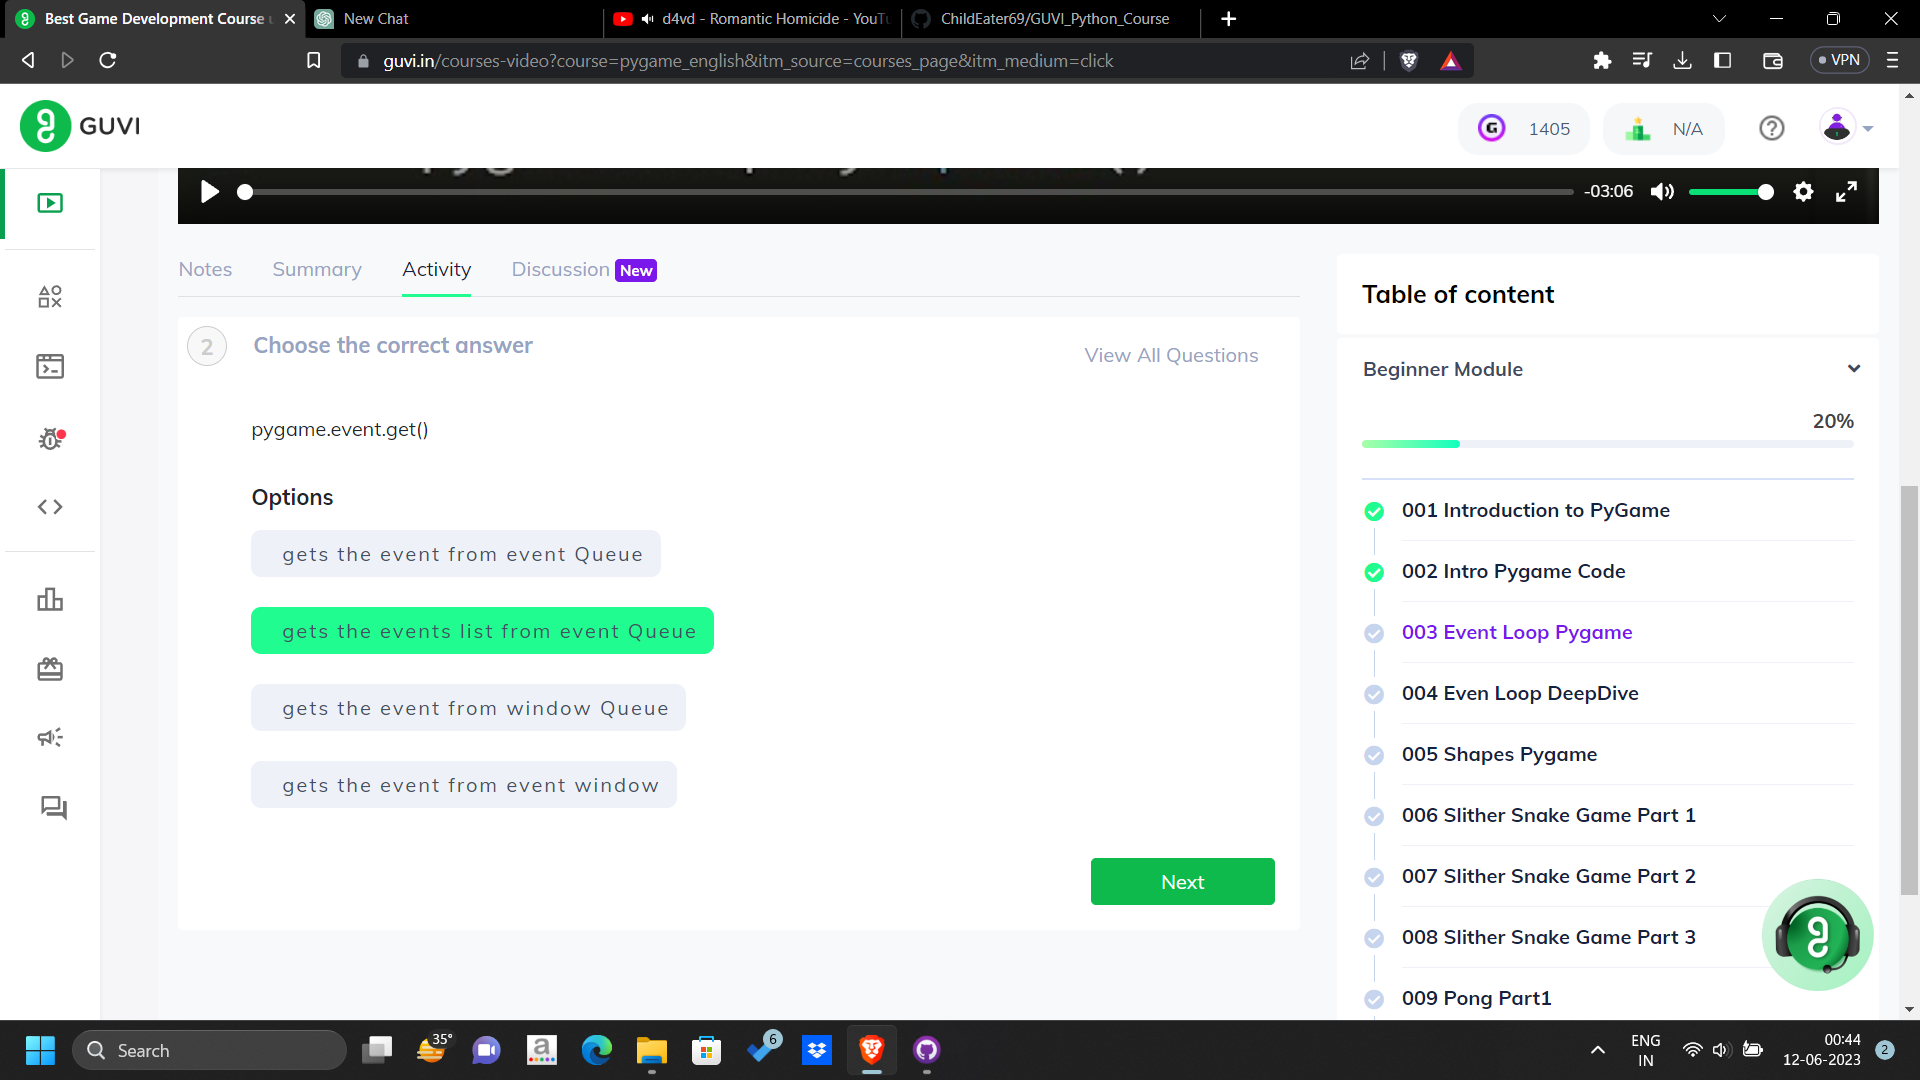 Best Game Development Course u
New Chat
d4vd - Romantic Homicide - YouTu
ChildEater69/GUVI_Python_Course
guvi.in/courses-video?course=pygame_english&itm_source=courses_page&itm_medium=click
VPN
GUVI
1405
N/A
-03:06
Notes
Summary
Activity
Discussion New
2
Choose the correct answer
View All Questions
pygame.event.get()
Options
gets the event from event Queue
gets the events list from event Queue
gets the event from window Queue
gets the event from event window
Next
Table of content
Beginner Module
20%
001 Introduction to PyGame
002 Intro Pygame Code
003 Event Loop Pygame
004 Even Loop DeepDive
005 Shapes Pygame
006 Slither Snake Game Part 1
007 Slither Snake Game Part 2
008 Slither Snake Game Part 3
009 Pong Part1
Search
35°
a
6
ENG
IN
00:44
12-06-2023
2